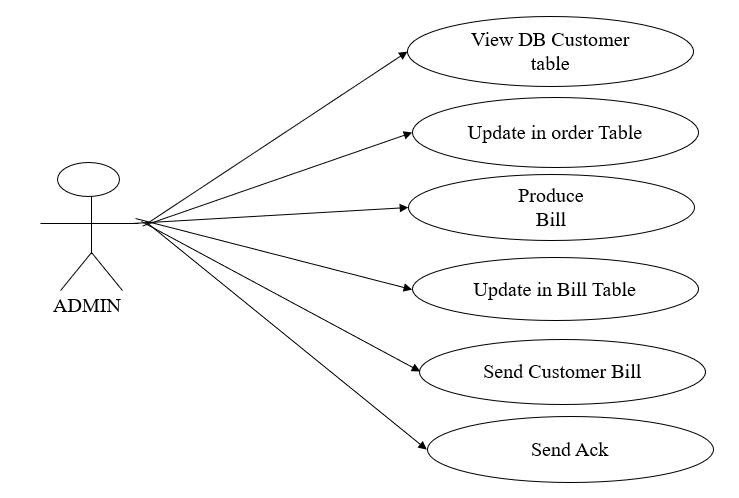 View DB Customer
table
Update in order Table
Produce
Bill
Update in Bill Table
Send Customer Bill
Send Ack
ADMIN